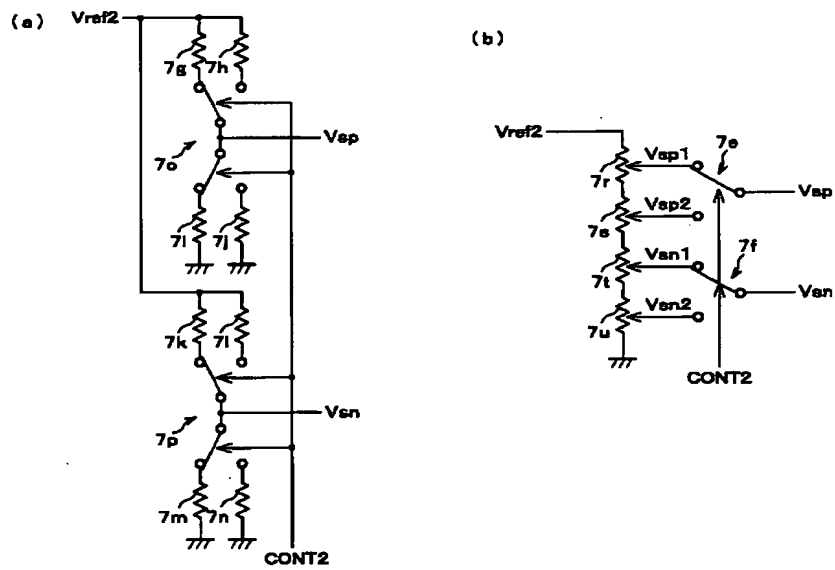 (a)
Vref2
7g
7h
7o
Vsp
7i
7j
7k
7l
7p
Vsn
7m
7n
CONT2
(b)
Vref2
7e
7r
Vsp1
Vsp
7s
Vsp2
7f
7t
Vsn1
Vsn
7u
Vsn2
CONT2